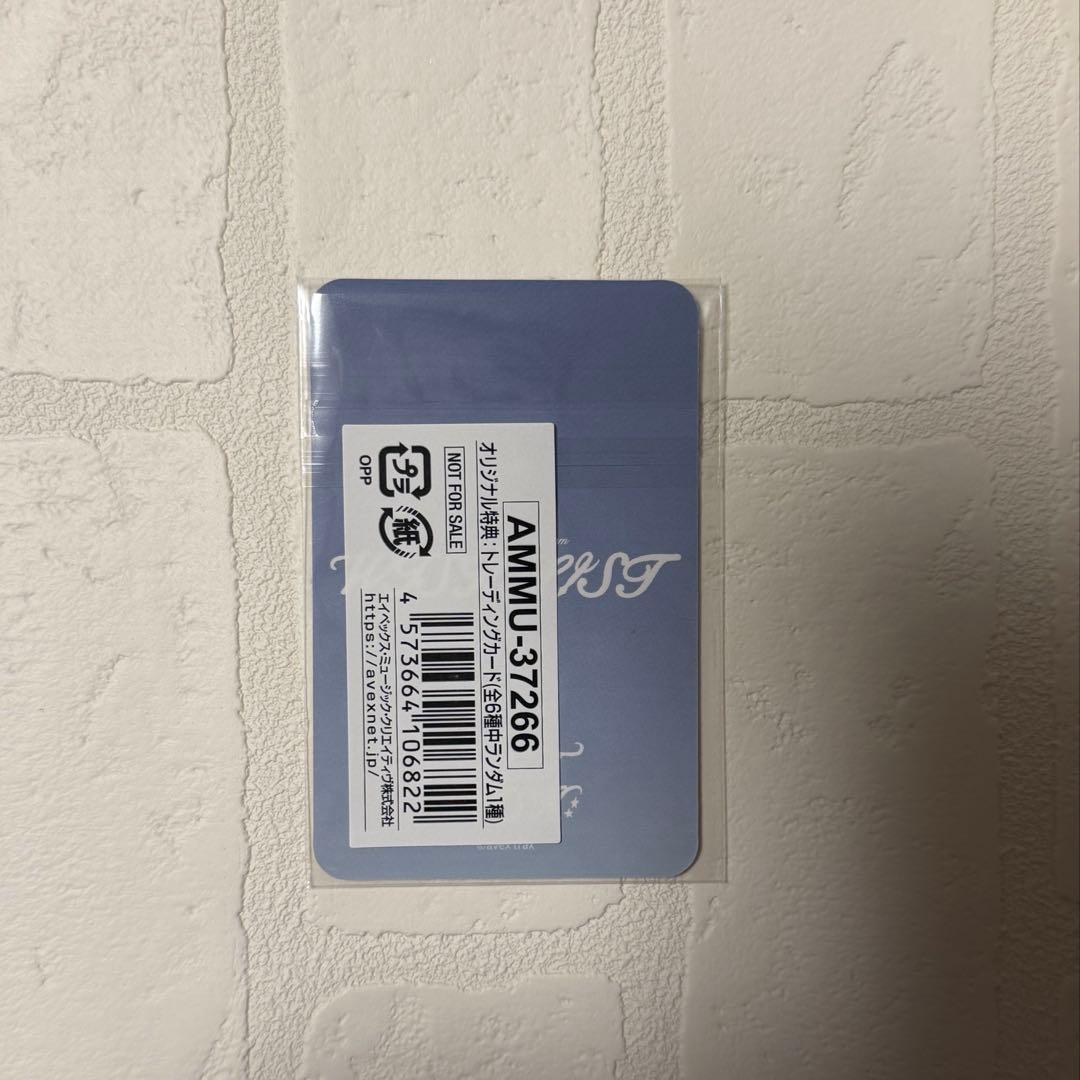 AMMU-37266
オリジナル特典：トレーディングカード(全6種中ランダム1種)
NOT FOR SALE
プラ
紙
OPP
4 573664 106822
エイベックス・ミュージック・クリエイティヴ株式会社
https://avexnet.jp/